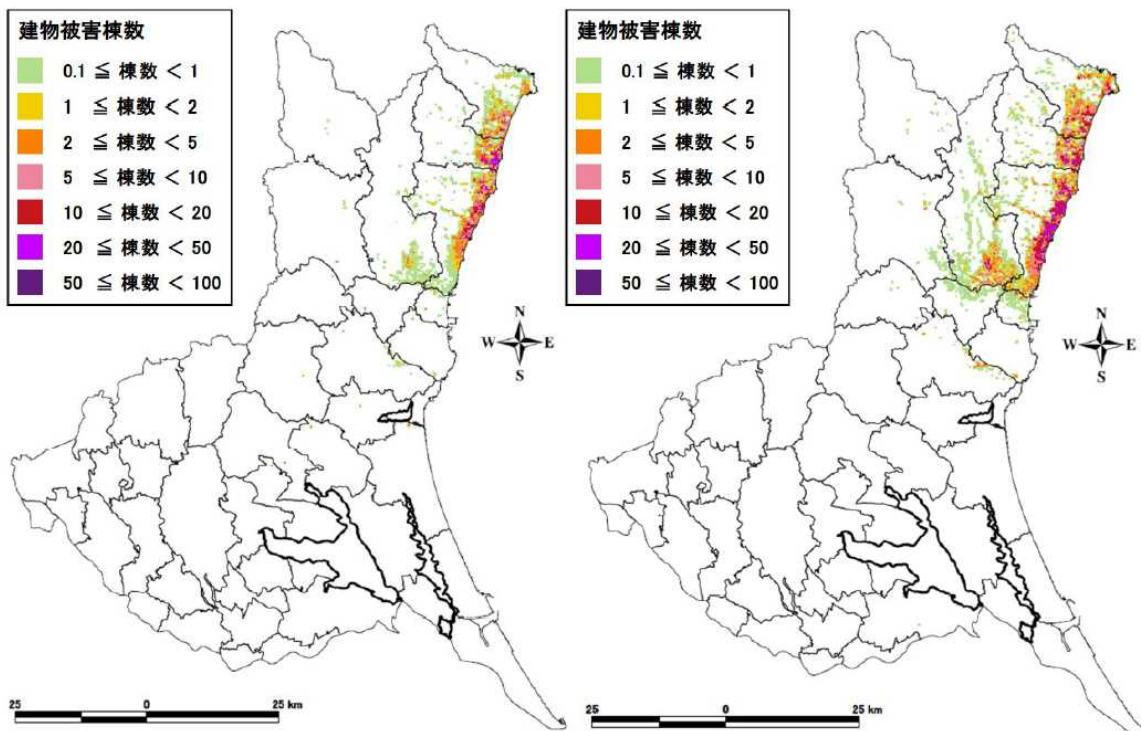 建物被害棟数
0.1 ≦ 棟数 < 1
1 ≦ 棟数 < 2
2 ≦ 棟数 < 5
5 ≦ 棟数 < 10
10 ≦ 棟数 < 20
20 ≦ 棟数 < 50
50 ≦ 棟数 < 100
N
W E
S
25 0 25 km
建物被害棟数
0.1 ≦ 棟数 < 1
1 ≦ 棟数 < 2
2 ≦ 棟数 < 5
5 ≦ 棟数 < 10
10 ≦ 棟数 < 20
20 ≦ 棟数 < 50
50 ≦ 棟数 < 100
N
W E
S
25 0 25 km